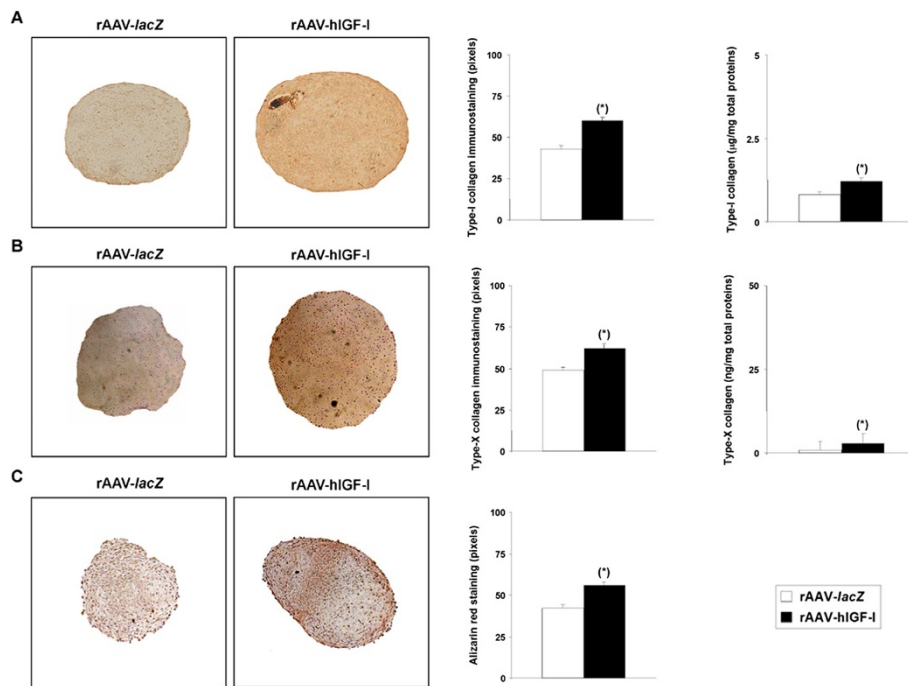 A
rAAV-lacZ
rAAV-hIGF-I
Type-I collagen immunostaining (pixels)
100
75
50
25
0
(*)
Type-I collagen (µg/mg total proteins)
5
2.5
0
(*)
B
rAAV-lacZ
rAAV-hIGF-I
Type-X collagen immunostaining (pixels)
100
75
50
25
0
(*)
Type-X collagen (ng/mg total proteins)
50
25
0
(*)
C
rAAV-lacZ
rAAV-hIGF-I
Alizarin red staining (pixels)
100
75
50
25
0
(*)
rAAV-lacZ
rAAV-hIGF-I